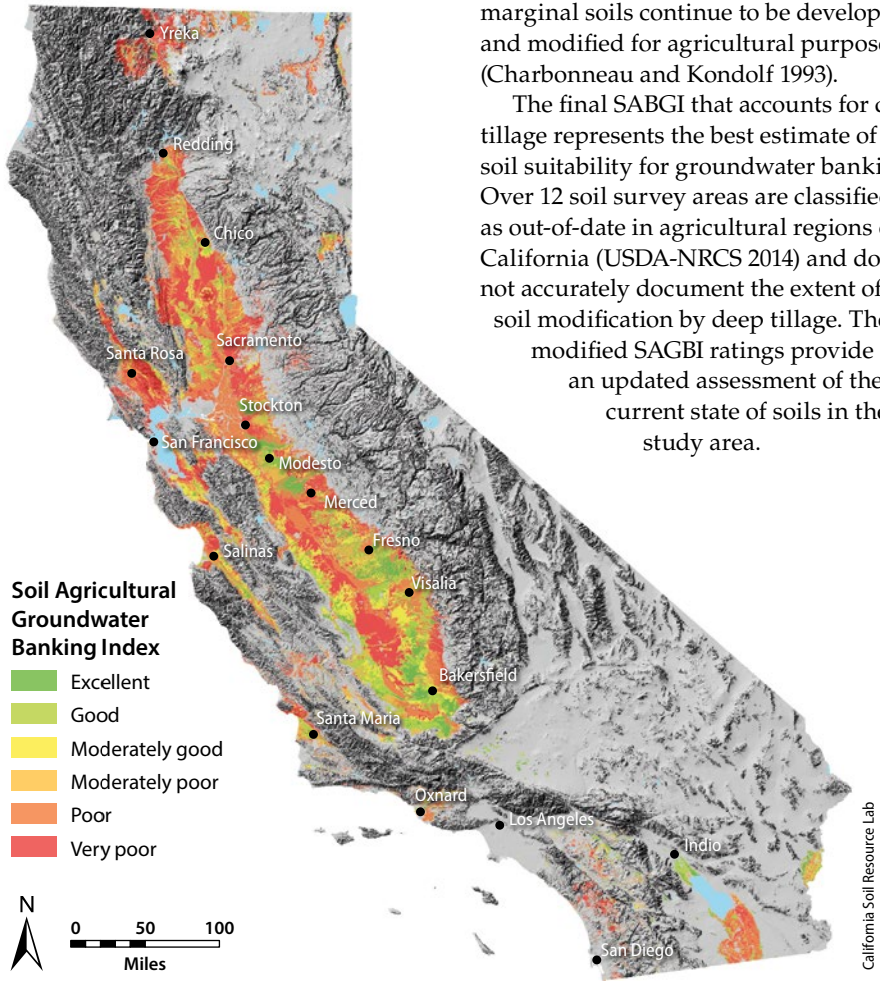 marginal soils continue to be develop
and modified for agricultural purpose
(Charbonneau and Kondolf 1993).
The final SABGI that accounts for
tillage represents the best estimate of
soil suitability for groundwater banki
Over 12 soil survey areas are classifie
as out-of-date in agricultural regions
California (USDA-NRCS 2014) and do
not accurately document the extent of
soil modification by deep tillage. The
modified SAGBI ratings provide
an updated assessment of the
current state of soils in the
study area.
Yreka
Redding
Chico
Sacramento
Santa Rosa
Stockton
San Francisco
Modesto
Merced
Fresno
Salinas
Visalia
Bakersfield
Santa Maria
Oxnard
Los Angeles
Indio
San Diego
Soil Agricultural
Groundwater
Banking Index
Excellent
Good
Moderately good
Moderately poor
Poor
Very poor
N
0 50 100
Miles
California Soil Resource Lab